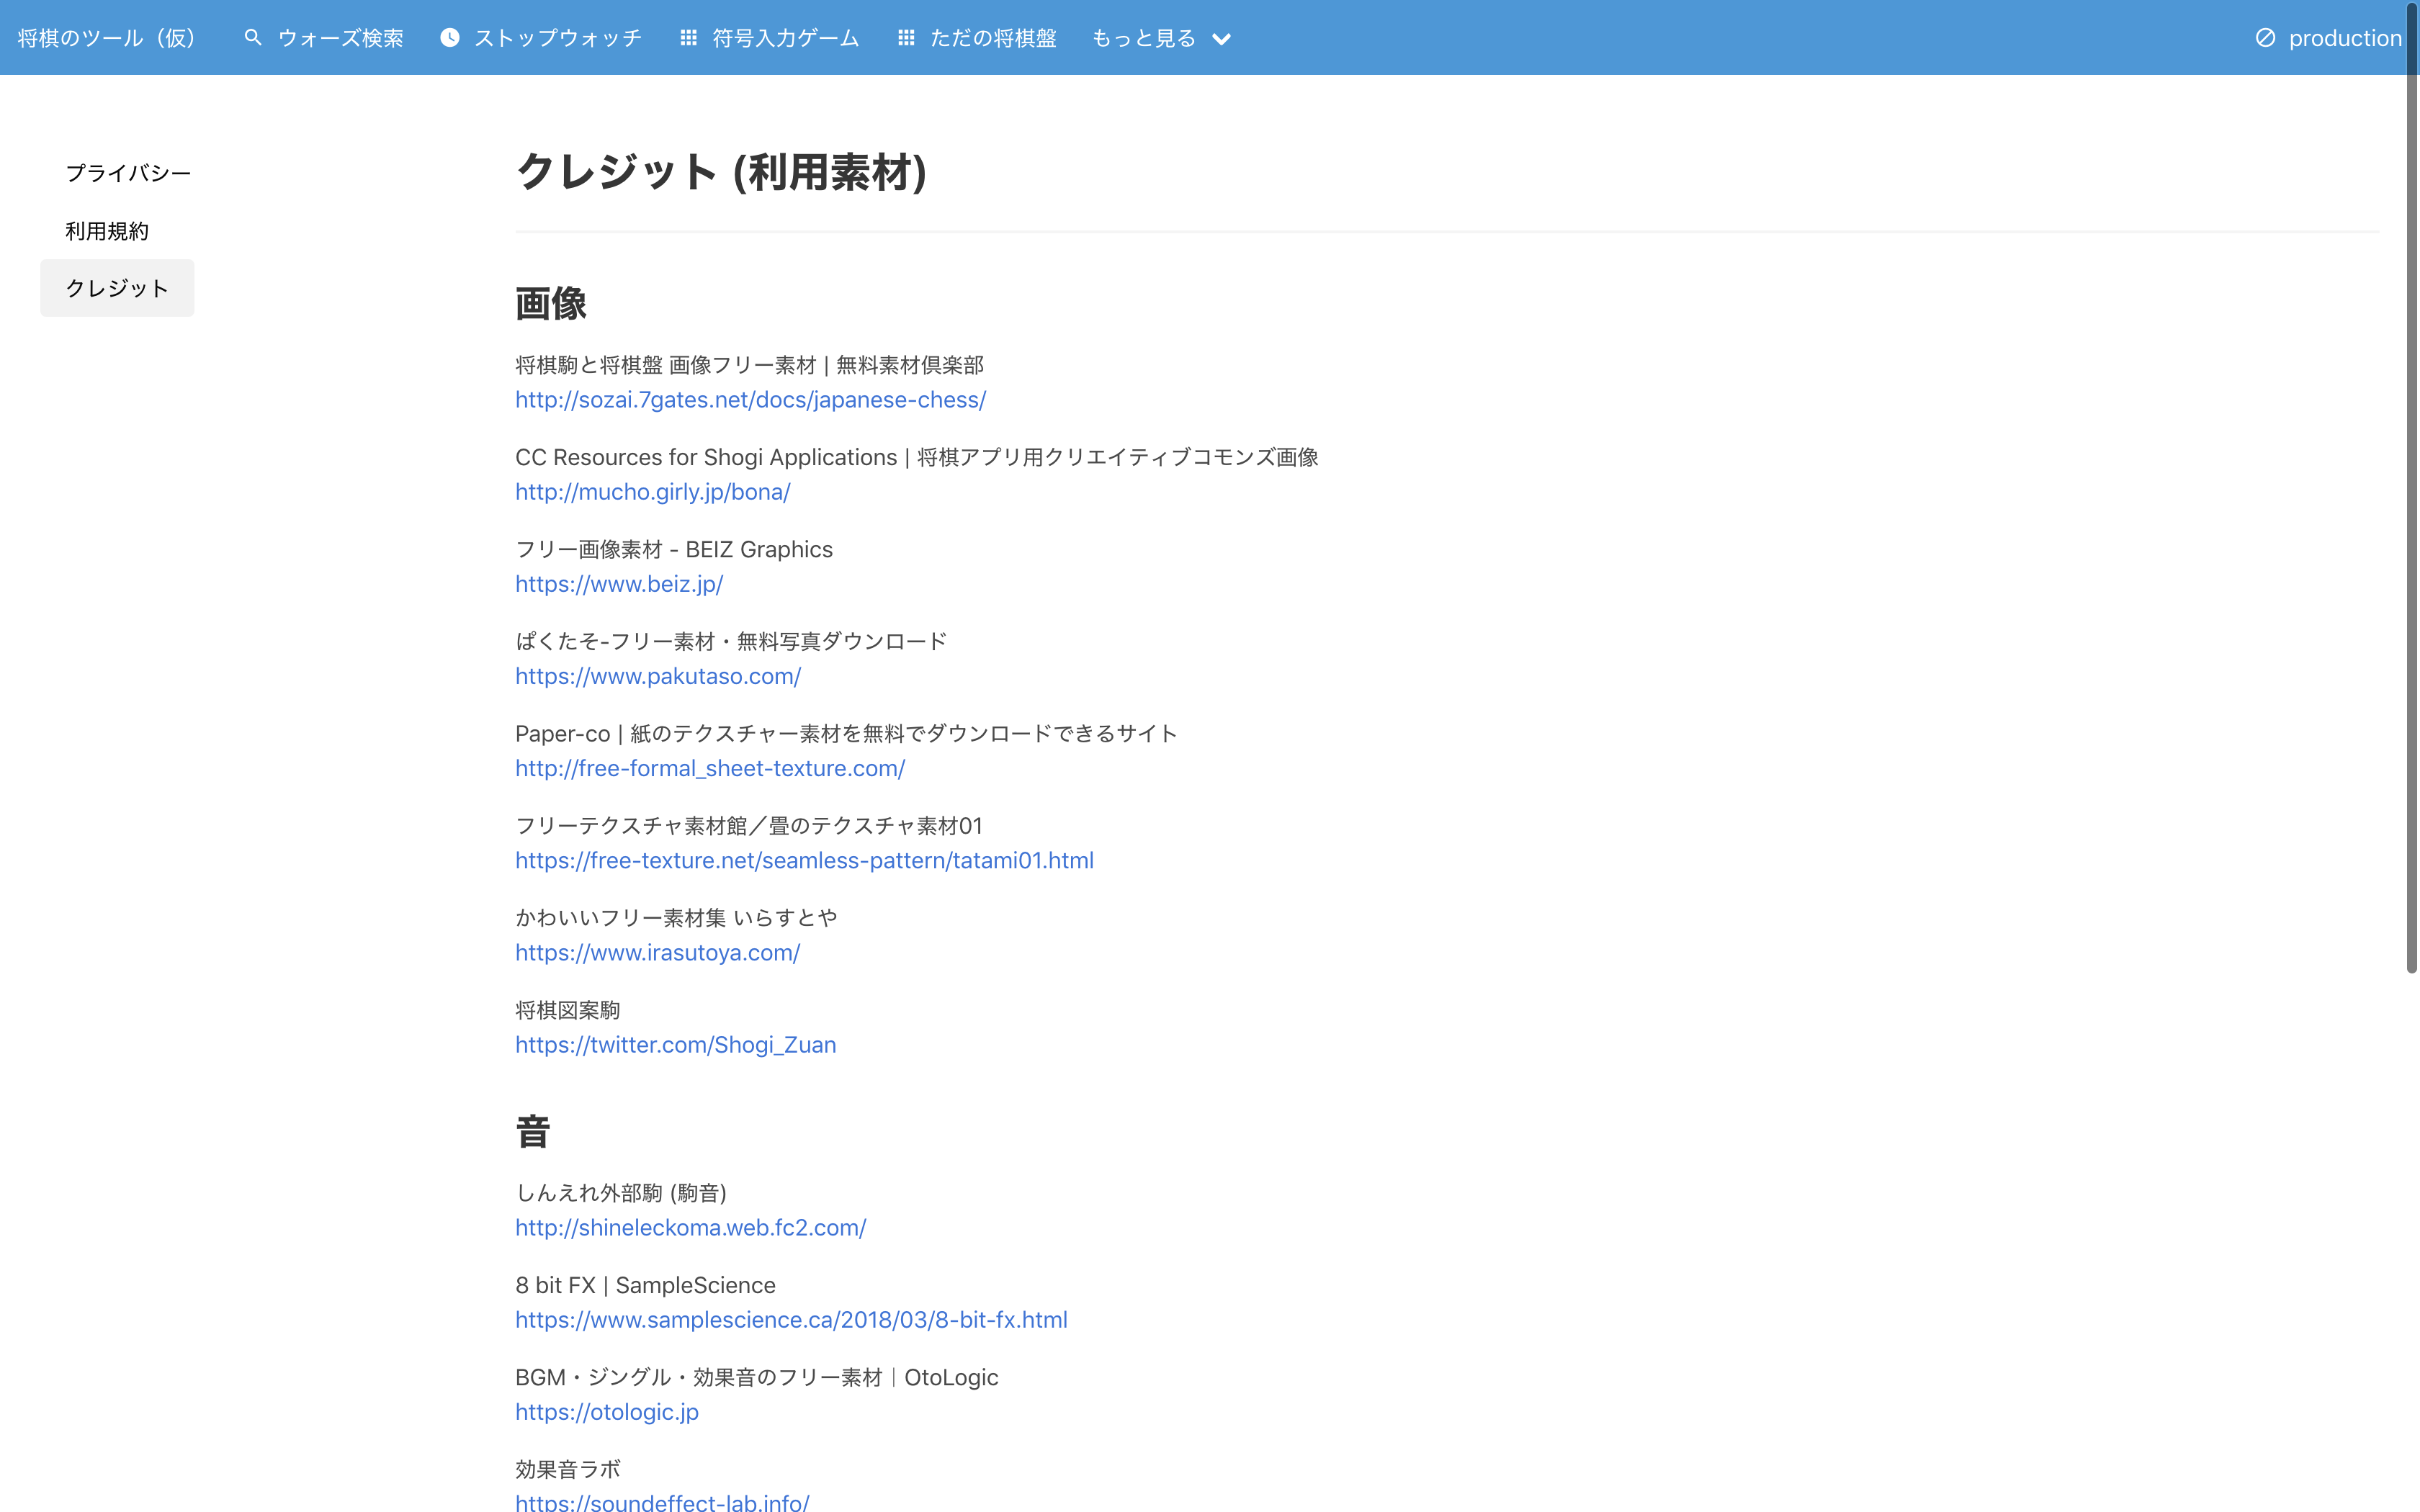 将棋のツール（仮）
ウォーズ検索
ストップウォッチ
符号入力ゲーム
ただの将棋盤
もっと見る
production
プライバシー
利用規約
クレジット
クレジット (利用素材)
画像
将棋駒と将棋盤 画像フリー素材 | 無料素材倶楽部
http://sozai.7gates.net/docs/japanese-chess/
CC Resources for Shogi Applications | 将棋アプリ用クリエイティブコモンズ画像
http://mucho.girly.jp/bona/
フリー画像素材 - BEIZ Graphics
https://www.beiz.jp/
ぱくたそ-フリー素材・無料写真ダウンロード
https://www.pakutaso.com/
Paper-co | 紙のテクスチャー素材を無料でダウンロードできるサイト
http://free-formal_sheet-texture.com/
フリーテクスチャ素材館／畳のテクスチャ素材01
https://free-texture.net/seamless-pattern/tatami01.html
かわいいフリー素材集 いらすとや
https://www.irasutoya.com/
将棋図案駒
https://twitter.com/Shogi_Zuan
音
しんえれ外部駒 (駒音)
http://shineleckoma.web.fc2.com/
8 bit FX | SampleScience
https://www.samplescience.ca/2018/03/8-bit-fx.html
BGM・ジングル・効果音のフリー素材｜OtoLogic
https://otologic.jp
効果音ラボ
https://soundeffect-lab.info/